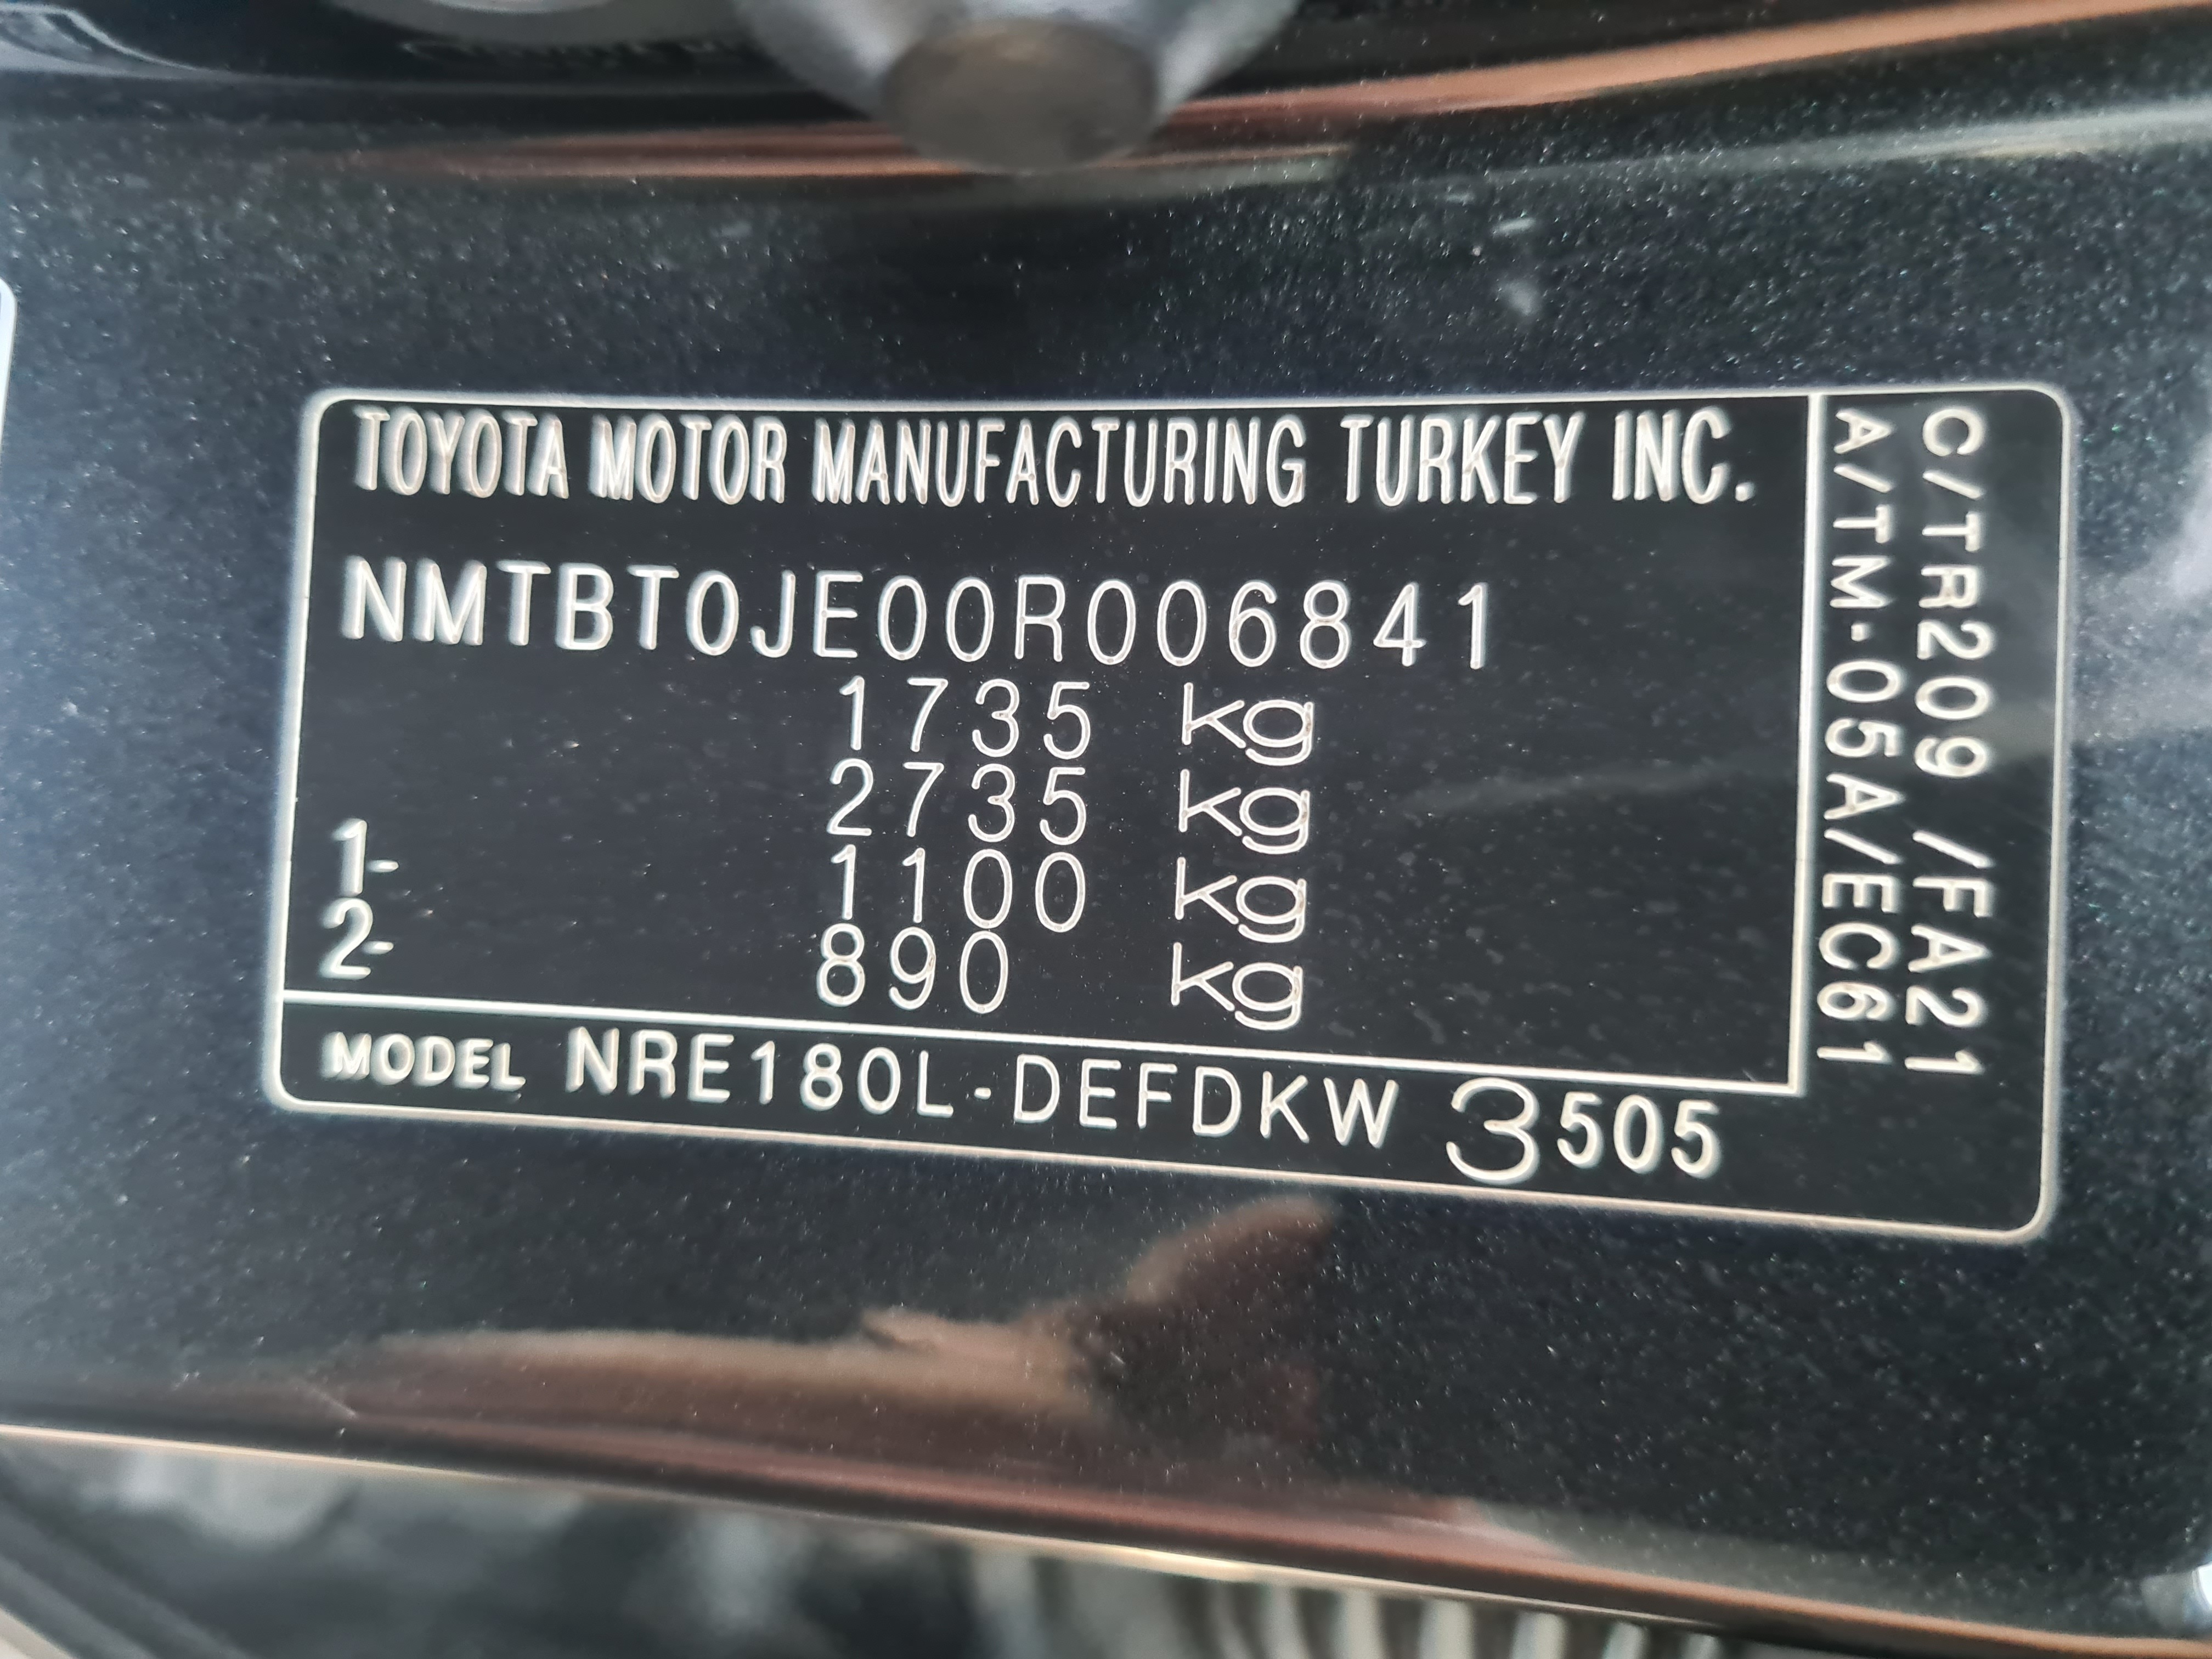 TOYOTA MOTOR MANUFACTURING TURKEY INC.
NMTBT0JE00R006841
1735 kg
2735 kg
1- 1100 kg
2- 890 kg
MODEL NRE180L-DEFDKW 3505
C/TR209 /FA21
A/TM-05A/EC61